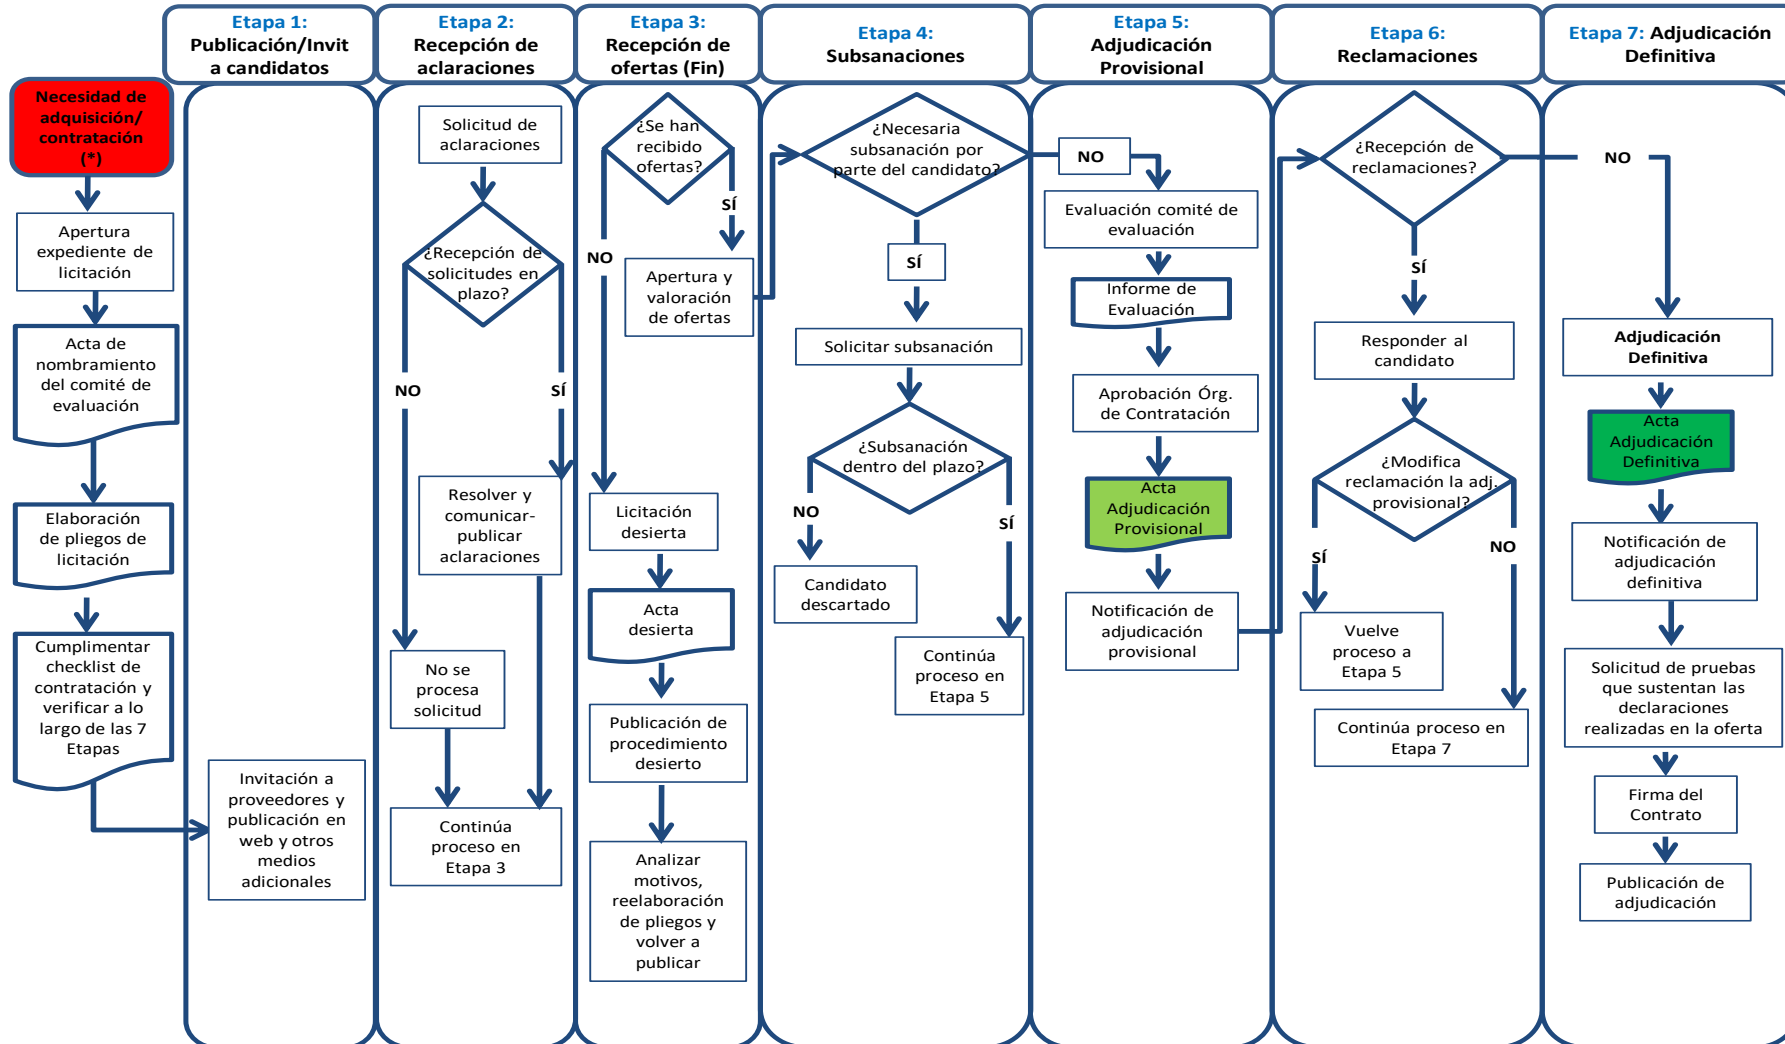 Etapa 1:
Publicación/Invit
a candidatos
Etapa 2:
Recepción de
aclaraciones
Etapa 3:
Recepción de
ofertas (Fin)
Etapa 4:
Subsanaciones
Etapa 5:
Adjudicación
Provisional
Etapa 6:
Reclamaciones
Etapa 7: Adjudicación
Definitiva
Necesidad de
adquisición/
contratación
(*)
Apertura
expediente de
licitación
Acta de
nombramiento
del comité de
evaluación
Elaboración
de pliegos de
licitación
Cumplimentar
checklist de
contratación y
verificar a lo
largo de las 7
Etapas
Invitación a
proveedores y
publicación en
web y otros
medios
adicionales
Solicitud de
aclaraciones
¿Recepción de
solicitudes en
plazo?
NO
SÍ
Resolver y
comunicar-
publicar
aclaraciones
No se
procesa
solicitud
Continúa
proceso en
Etapa 3
¿Se han
recibido
ofertas?
SÍ
NO
Apertura y
valoración
de ofertas
Licitación
desierta
Acta
desierta
Publicación de
procedimiento
desierto
Analizar
motivos,
reelaboración
de pliegos y
volver a
publicar
¿Necesaria
subsanación por
parte del candidato?
SÍ
Solicitar subsanación
¿Subsanación
dentro del plazo?
NO
SÍ
Candidato
descartado
Continúa
proceso en
Etapa 5
NO
Evaluación comité de
evaluación
Informe de
Evaluación
Aprobación Órg.
de Contratación
Acta
Adjudicación
Provisional
Notificación de
adjudicación
provisional
¿Recepción de
reclamaciones?
SÍ
Responder al
candidato
¿Modifica
reclamación la adj.
provisional?
SÍ
NO
Vuelve
proceso a
Etapa 5
Continúa proceso en
Etapa 7
NO
Adjudicación
Definitiva
Acta
Adjudicación
Definitiva
Notificación de
adjudicación
definitiva
Solicitud de pruebas
que sustentan las
declaraciones
realizadas en la oferta
Firma del
Contrato
Publicación de
adjudicación